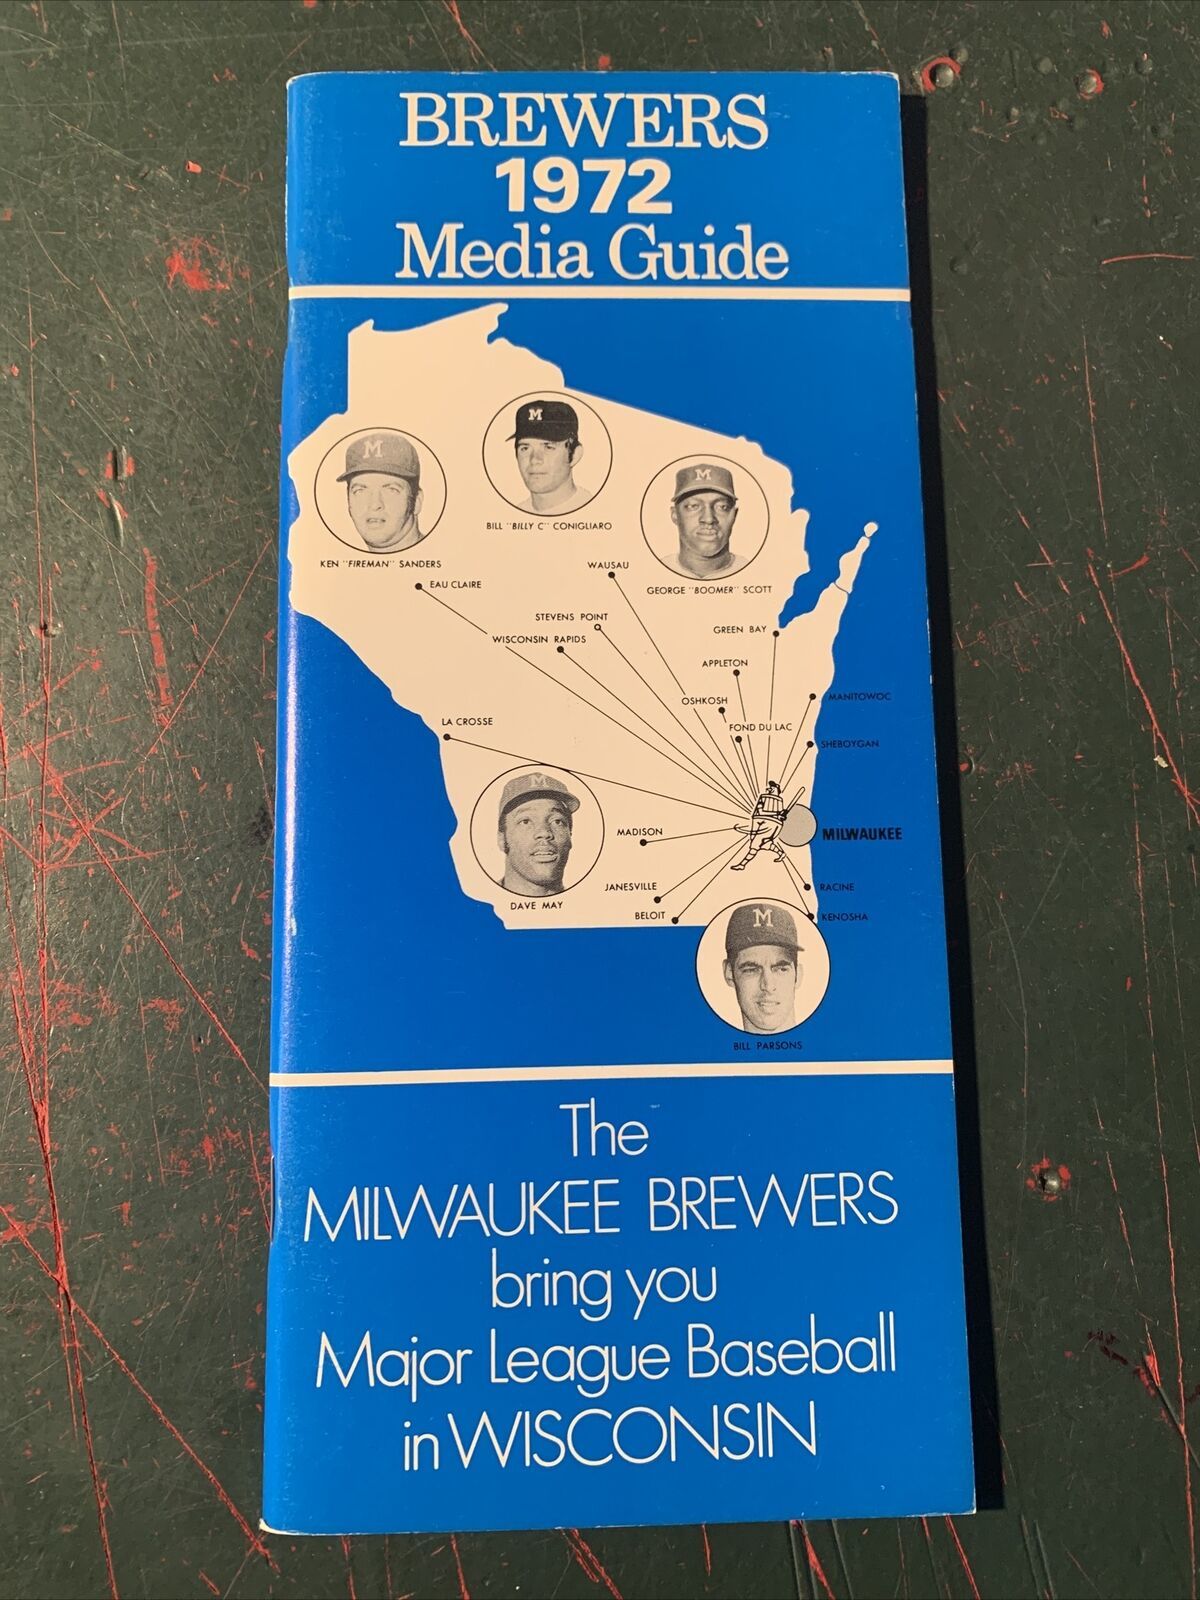 BREWERS
1972
Media Guide
M
M
M
BILL "BILLY C" CONIGLIARO
KEN "FIREMAN" SANDERS
GEORGE "BOOMER" SCOTT
WAUSAU
EAU CLAIRE
STEVENS POINT
GREEN BAY
WISCONSIN RAPIDS
APPLETON
MANITOWOC
OSHKOSH
LA CROSSE
FOND DU LAC
SHEBOYGAN
M
MADISON
MILWAUKEE
JANESVILLE
RACINE
DAVE MAY
BELOIT
KENOSHA
M
BILL PARSONS
The
MILWAUKEE BREWERS
bring you
Major League Baseball
in WISCONSIN